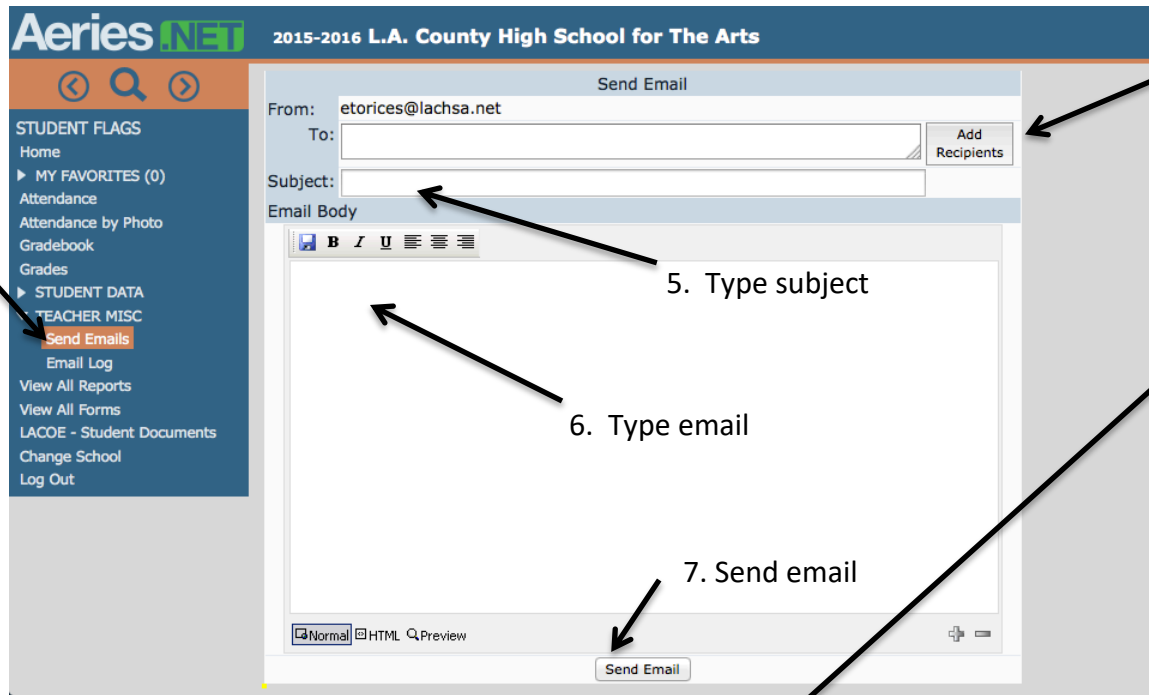 Aeries.NET
2015-2016 L.A. County High School for The Arts
STUDENT FLAGS
Home
MY FAVORITES (0)
Attendance
Attendance by Photo
Gradebook
Grades
STUDENT DATA
TEACHER MISC
Send Emails
Email Log
View All Reports
View All Forms
LACOE - Student Documents
Change School
Log Out
Send Email
From: etorices@lachsa.net
To:
Add
Recipients
Subject:
Email Body
B I U
5. Type subject
6. Type email
7. Send email
Normal HTML Preview
Send Email